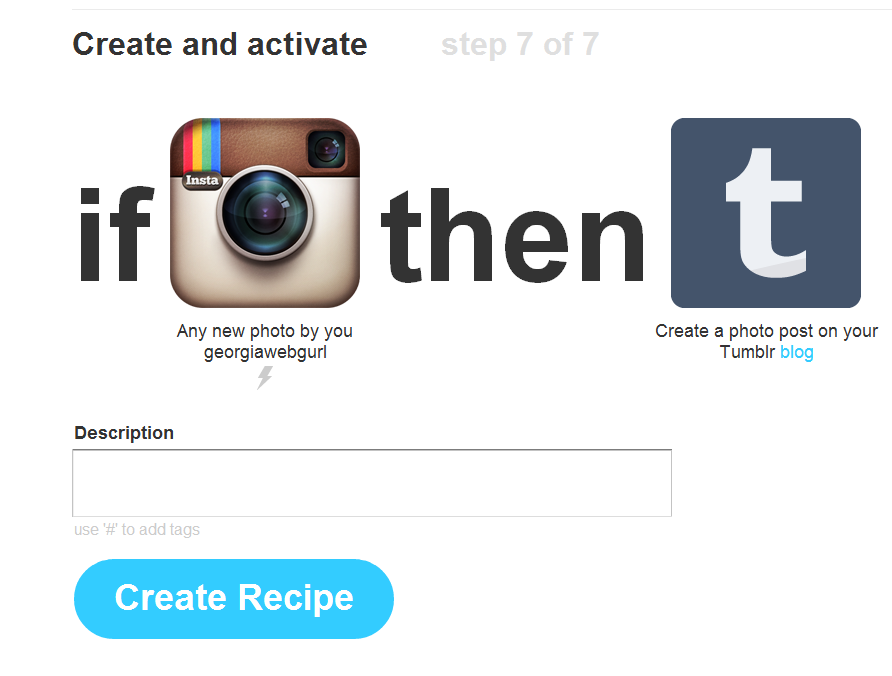 Create and activate step 7 of 7
if Insta then t
Any new photo by you
georgiawebgurl
Create a photo post on your
Tumblr blog
Description
use '#' to add tags
Create Recipe